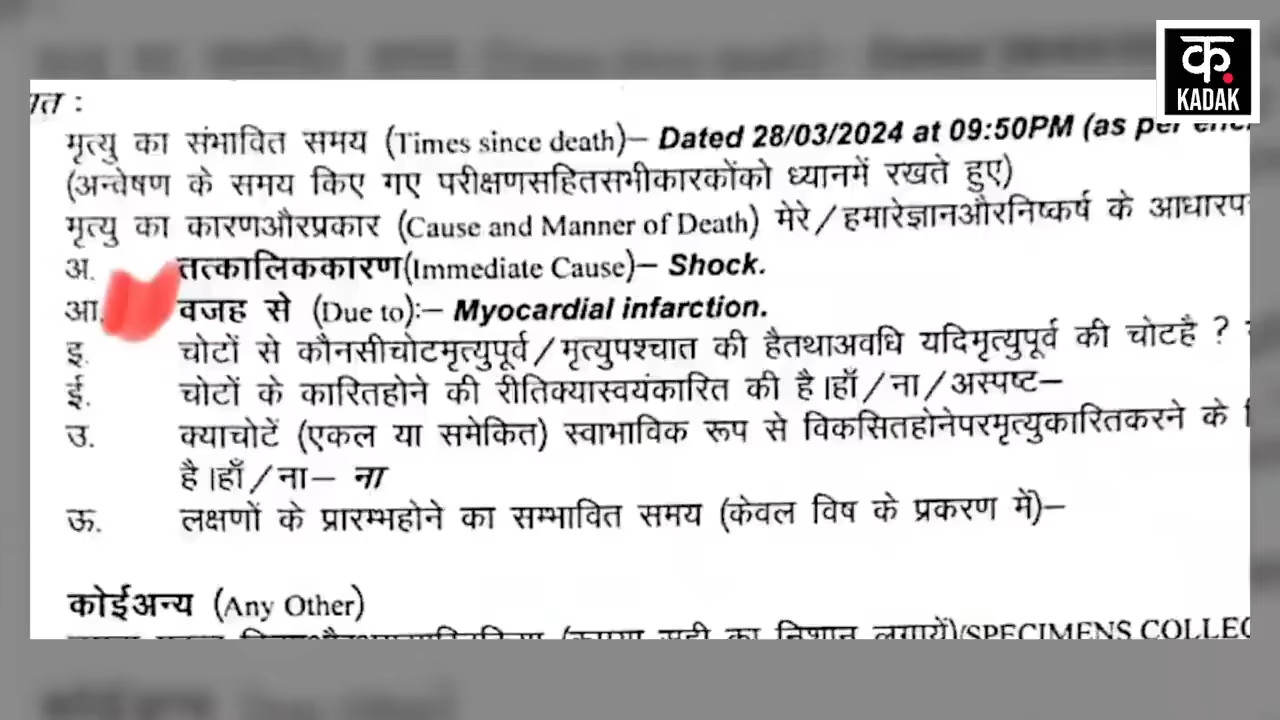 क
KADAK
मृत्यु का संभावित समय (Times since death)– Dated 28/03/2024 at 09:50PM (as per
(अन्वेषण के समय किए गए परीक्षणसहितसभीकारकोंको ध्यानमें रखते हुए)
मृत्यु का कारणऔरप्रकार (Cause and Manner of Death) मेरे/हमारेज्ञानऔरनिष्कर्ष के
अ. तत्कालिककारण(Immediate Cause)– Shock.
आ. वजह से (Due to):– Myocardial infarction.
इ. चोटों से कौनसीचोटमृत्युपूर्व/मृत्युपश्चात की हैतथाअवधि यदिमृत्युपूर्व की चोटहै ?
ई. चोटों के कारितहोने की रीतिक्यास्वयंकारित की है।हाँ/ना/अस्पष्ट–
उ. क्याचोटें (एकल या समेकित) स्वाभाविक रूप से विकसितहोनेपरमृत्युकारितकरने के
है।हाँ/ना– ना
ऊ. लक्षणों के प्रारम्भहोने का सम्भावित समय (केवल विष के प्रकरण में)–
कोईअन्य (Any Other)